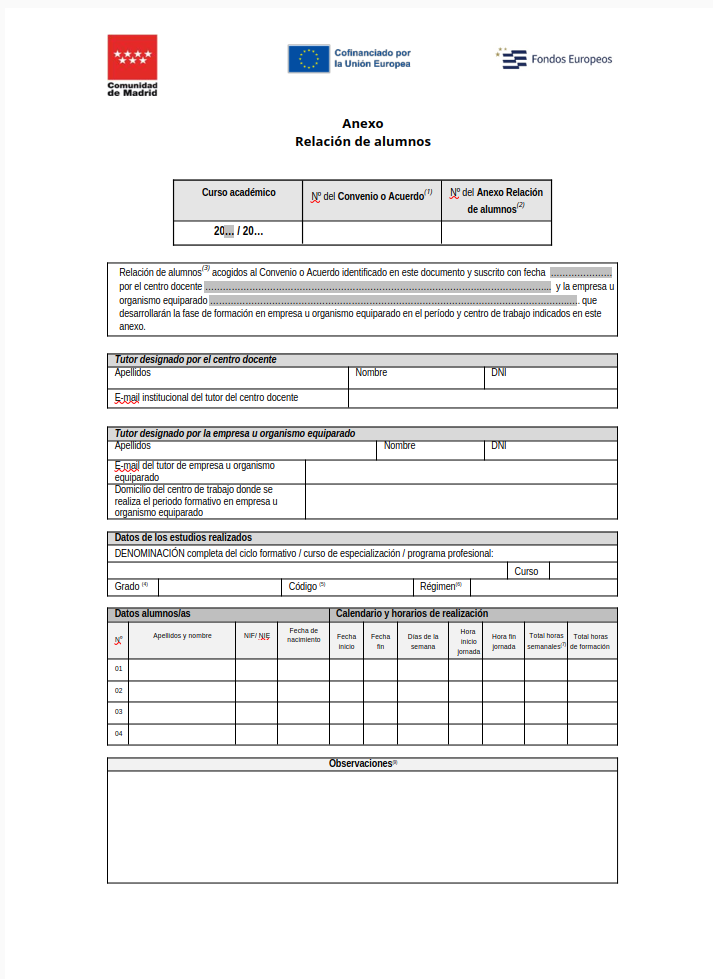 Comunidad
de Madrid
Cofinanciado por
la Unión Europea
Fondos Europeos
Anexo
Relación de alumnos
Curso académico
Nº del Convenio o Acuerdo(1)
Nº del Anexo Relación
de alumnos(2)
20... / 20...
Relación de alumnos(3) acogidos al Convenio o Acuerdo identificado en este documento y suscrito con fecha ....................
por el centro docente ........................................ y la empresa u
organismo equiparado ........................................ que
desarrollarán la fase de formación en empresa u organismo equiparado en el período y centro de trabajo indicados en este
anexo.
Tutor designado por el centro docente
Apellidos Nombre DNI
E-mail institucional del tutor del centro docente
Tutor designado por la empresa u organismo equiparado
Apellidos Nombre DNI
E-mail del tutor de empresa u organismo
equiparado
Domicilio del centro de trabajo donde se
realiza el periodo formativo en empresa u
organismo equiparado
Datos de los estudios realizados
DENOMINACIÓN completa del ciclo formativo / curso de especialización / programa profesional:
Curso
Grado (4) Código (5) Régimen(6)
Datos alumnos/as Calendario y horarios de realización
Nº
Apellidos y nombre
NIF/ NIE
Fecha de
nacimiento
Fecha
inicio
Fecha
fin
Días de la
semana
Hora
inicio
jornada
Hora fin
jornada
Total horas
semanales(7)
Total horas
de formación
01
02
03
04
Observaciones(8)